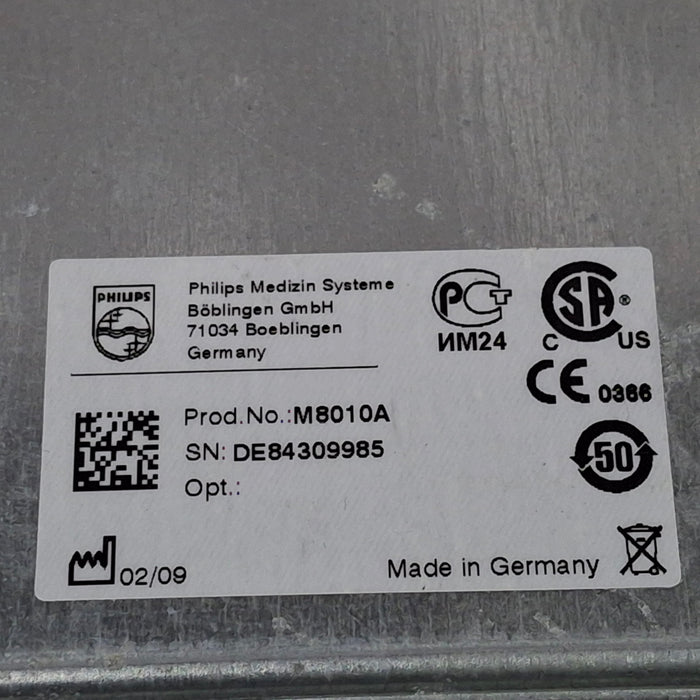 PHILIPS
Philips Medizin Systeme
Böblingen GmbH
71034 Boeblingen
Germany
РСТ
ИМ24
SA®
C US
CE 0366
Prod.No.:M8010A
SN: DE84309985
Opt.:
50
02/09
Made in Germany